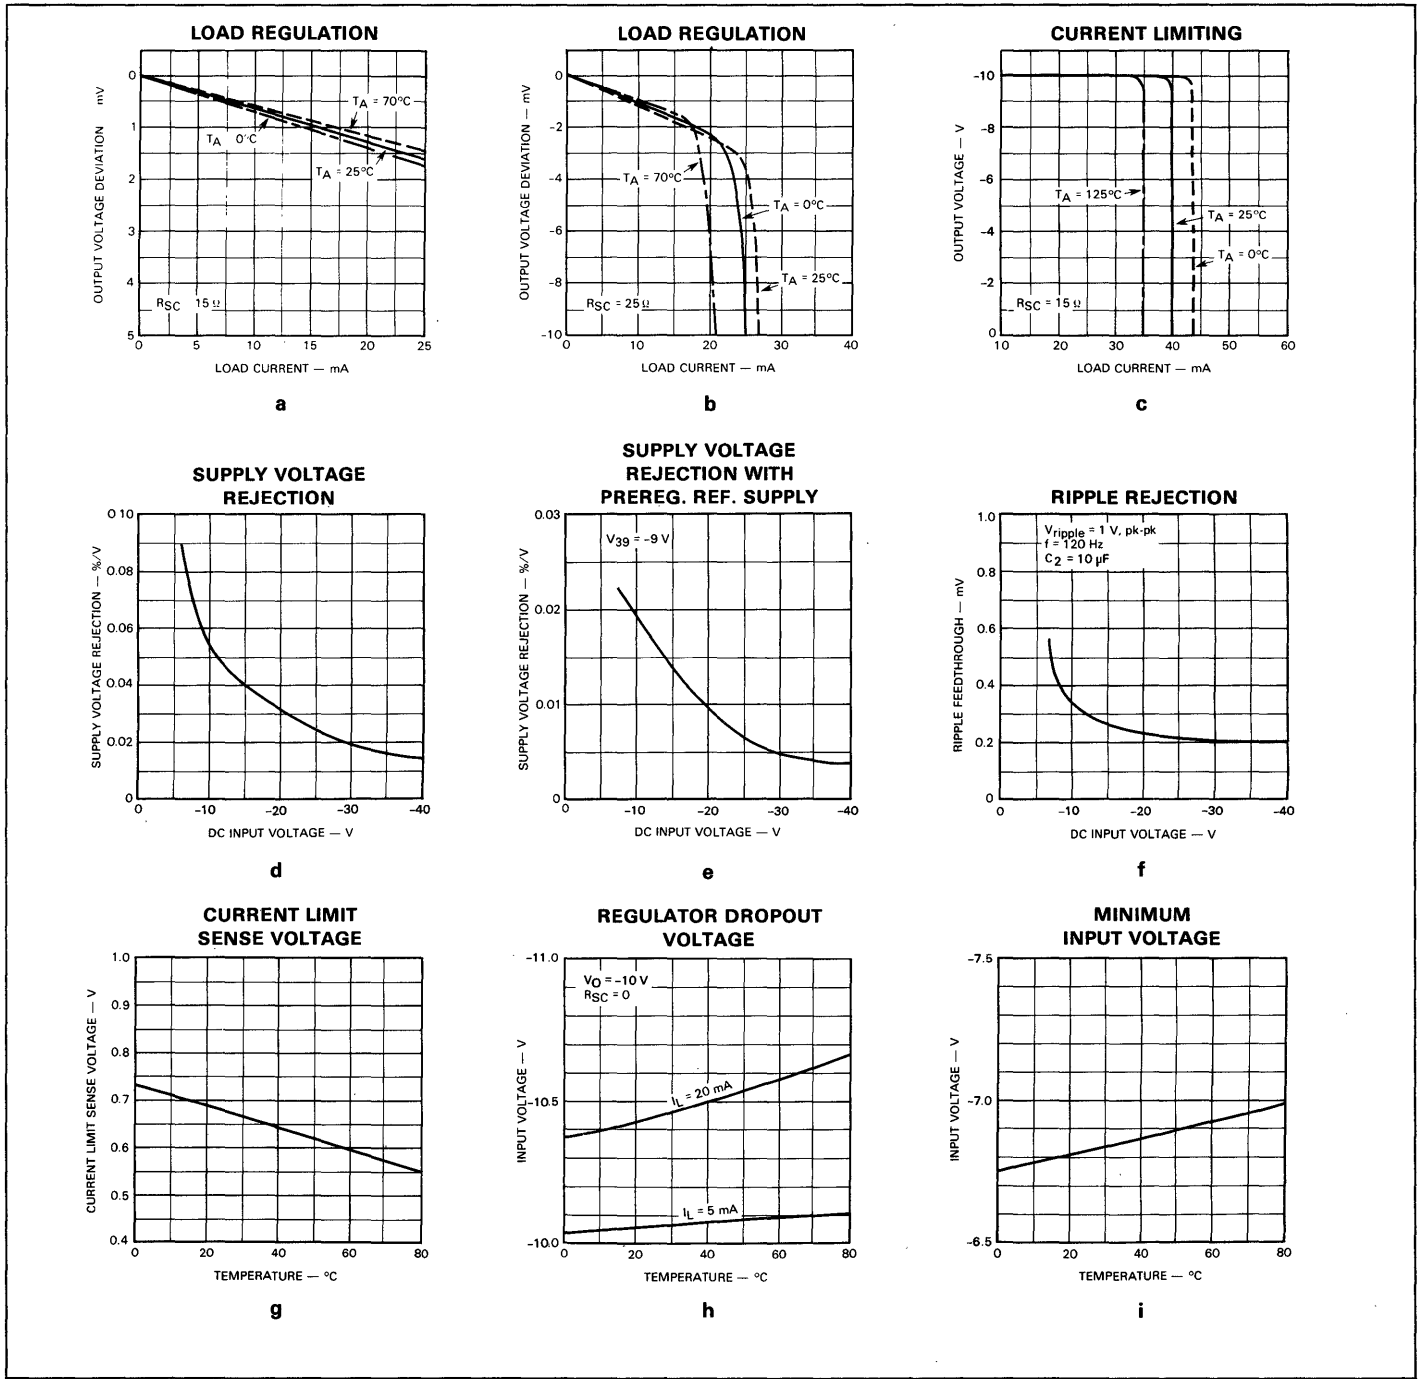 LOAD REGULATION
OUTPUT VOLTAGE DEVIATION mV
0
1
2
3
4
5
TA = 70°C
TA 0°C
TA = 25°C
RSC 15 Ω
0 5 10 15 20 25
LOAD CURRENT — mA
a
LOAD REGULATION
OUTPUT VOLTAGE DEVIATION — mV
0
-2
-4
-6
-8
-10
TA = 70°C
TA = 0°C
TA = 25°C
RSC = 25 Ω
0 10 20 30 40
LOAD CURRENT — mA
b
CURRENT LIMITING
OUTPUT VOLTAGE — V
-10
-8
-6
-4
-2
0
TA = 125°C
TA = 25°C
TA = 0°C
RSC = 15 Ω
10 20 30 40 50 60
LOAD CURRENT — mA
c
SUPPLY VOLTAGE
REJECTION
SUPPLY VOLTAGE REJECTION — %/V
0 10
0.08
0.06
0.04
0.02
0
0 -10 -20 -30 -40
DC INPUT VOLTAGE — V
d
SUPPLY VOLTAGE
REJECTION WITH
PREREG. REF. SUPPLY
SUPPLY VOLTAGE REJECTION — %/V
0.03
0.02
0.01
0
V39 = -9 V
0 -10 -20 -30 -40
DC INPUT VOLTAGE — V
e
RIPPLE REJECTION
RIPPLE FEEDTHROUGH — mV
1.0
0.8
0.6
0.4
0.2
0
Vripple = 1 V, pk-pk
f = 120 Hz
C2 = 10 µF
0 -10 -20 -30 -40
DC INPUT VOLTAGE — V
f
CURRENT LIMIT
SENSE VOLTAGE
CURRENT LIMIT SENSE VOLTAGE — V
1.0
0.9
0.8
0.7
0.6
0.5
0.4
0 20 40 60 80
TEMPERATURE — °C
g
REGULATOR DROPOUT
VOLTAGE
INPUT VOLTAGE — V
-11.0
-10.5
-10.0
VO = -10 V
RSC = 0
IL = 20 mA
IL = 5 mA
0 20 40 60 80
TEMPERATURE — °C
h
MINIMUM
INPUT VOLTAGE
INPUT VOLTAGE — V
-7.5
-7.0
-6.5
0 20 40 60 80
TEMPERATURE — °C
i